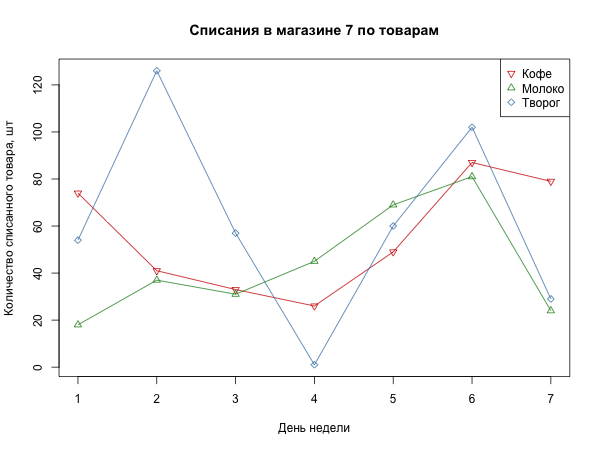 Списания в магазине 7 по товарам
Кофе
Молоко
Творог
Количество списанного товара, шт
120
100
80
60
40
20
0
1 2 3 4 5 6 7
День недели